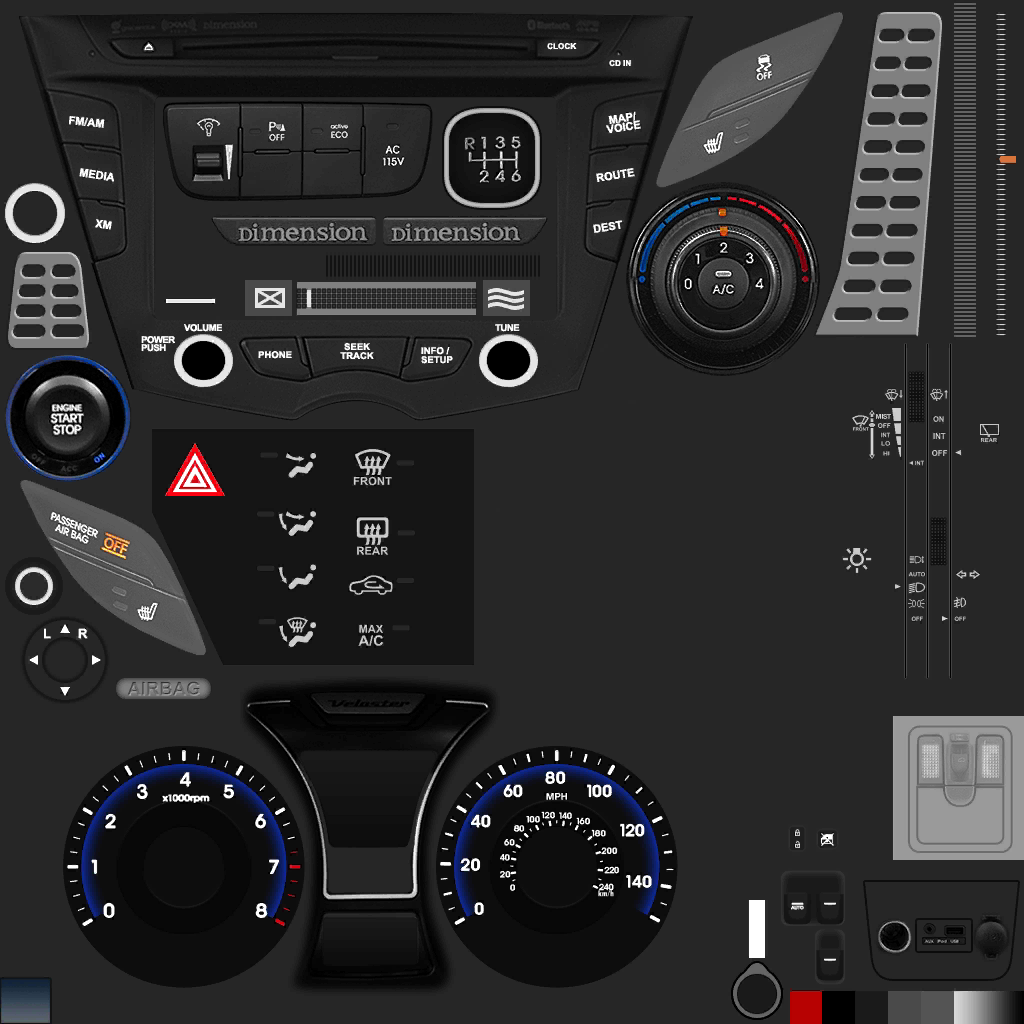 Dimension
Bluetooth
CLOCK
CD IN
FM/AM
MEDIA
XM
P
OFF
active
ECO
AC
115V
R 1 3 5
2 4 6
MAP/
VOICE
ROUTE
DEST
OFF
Dimension
Dimension
0 1 2 3 4
A/C
VOLUME
POWER
PUSH
PHONE
SEEK
TRACK
INFO /
SETUP
TUNE
ENGINE
START
STOP
OFF ACC ON
FRONT
REAR
MAX
A/C
PASSENGER
AIR BAG
OFF
L R
AIRBAG
FRONT
MIST
OFF
INT
LO
HI
INT
ON
INT
OFF
REAR
AUTO
OFF
OFF
Veloster
0 1 2 3 4 5 6 7 8
x1000rpm
0 20 40 60 80 100 120 140
MPH
0 20 40 60 80 100 120 140 160 180 200 220 240
km/h
AUTO
AUX iPod USB